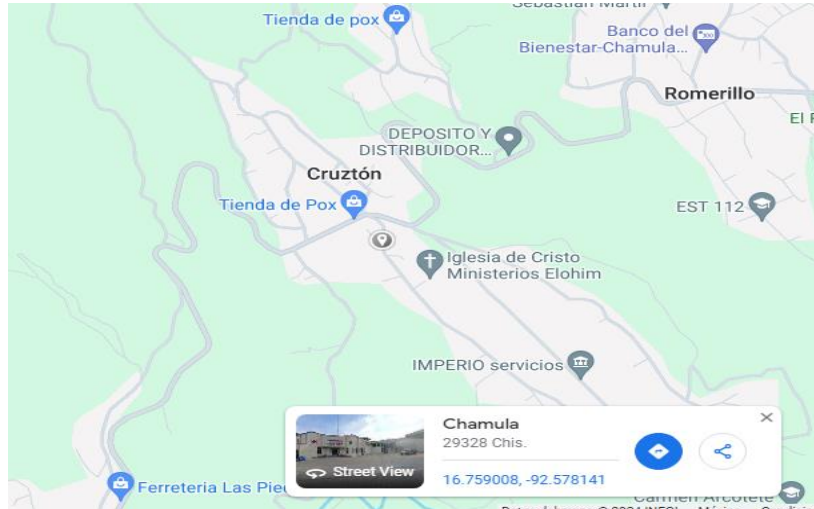 Sebastián Martir
Tienda de pox
Banco del
Bienestar-Chamula...
Romerillo
El
DEPOSITO Y
DISTRIBUIDOR...
Cruztón
Tienda de Pox
EST 112
Iglesia de Cristo
Ministerios Elohim
IMPERIO servicios
Chamula
29328 Chis.
Street View
16.759008, -92.578141
Ferreteria Las Pie
Carmen Arcotete